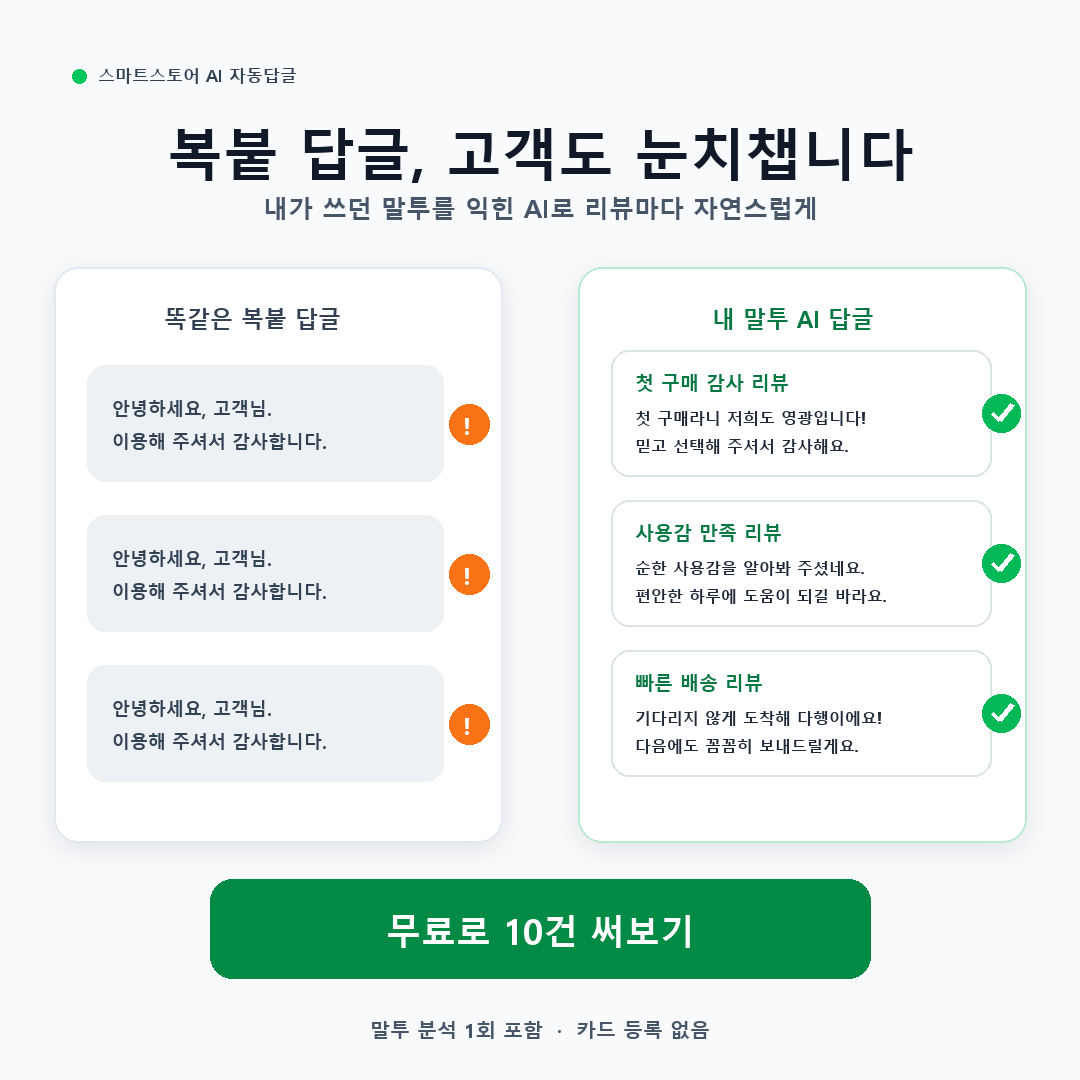 스마트스토어 AI 자동답글
복붙 답글, 고객도 눈치챕니다
내가 쓰던 말투를 익힌 AI로 리뷰마다 자연스럽게
똑같은 복붙 답글
안녕하세요, 고객님.
이용해 주셔서 감사합니다.
!
안녕하세요, 고객님.
이용해 주셔서 감사합니다.
!
안녕하세요, 고객님.
이용해 주셔서 감사합니다.
!
내 말투 AI 답글
첫 구매 감사 리뷰
첫 구매라니 저희도 영광입니다!
믿고 선택해 주셔서 감사해요.
사용감 만족 리뷰
순한 사용감을 알아봐 주셨네요.
편안한 하루에 도움이 되길 바라요.
빠른 배송 리뷰
기다리지 않게 도착해 다행이에요!
다음에도 꼼꼼히 보내드릴게요.
무료로 10건 써보기
말투 분석 1회 포함 · 카드 등록 없음